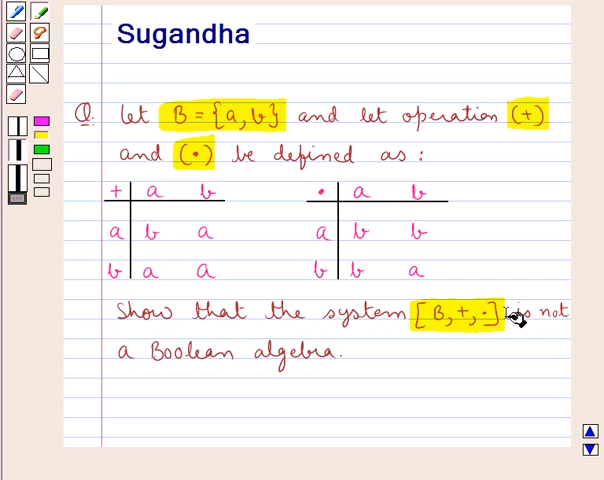 Sugandha
Q. Let B = {a, b} and let operation (+)
and (•) be defined as :
+ a b • a b
a b a a b b
b a a b b a
Show that the system [B, +, •] is not
a Boolean algebra.